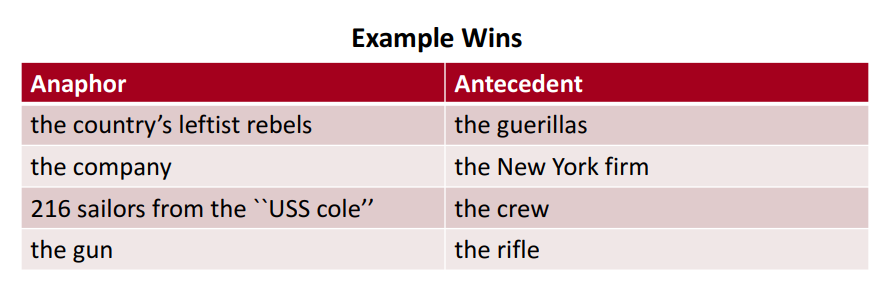 Example Wins
Anaphor Antecedent
the country’s leftist rebels the guerillas
the company the New York firm
216 sailors from the ``USS cole’’ the crew
the gun the rifle